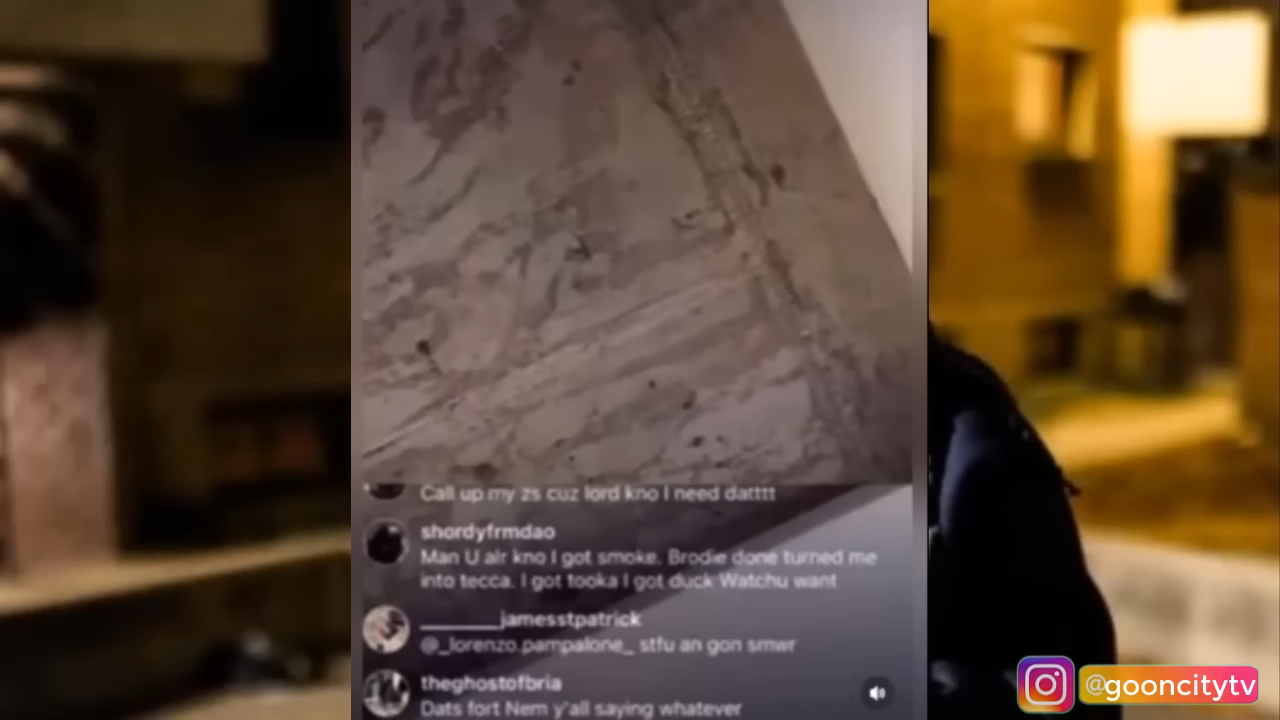 Call up my zs cuz lord kno I need datttt
shordyfrmdao
Man U alr kno I got smoke. Brodie done turned me
into tecca. I got tooka I got duck Watchu want
_______jamesstpatrick
@_lorenzo.pampalone_ stfu an gon smwr
theghostofbria
Dats fort Nem y'all saying whatever
@gooncitytv